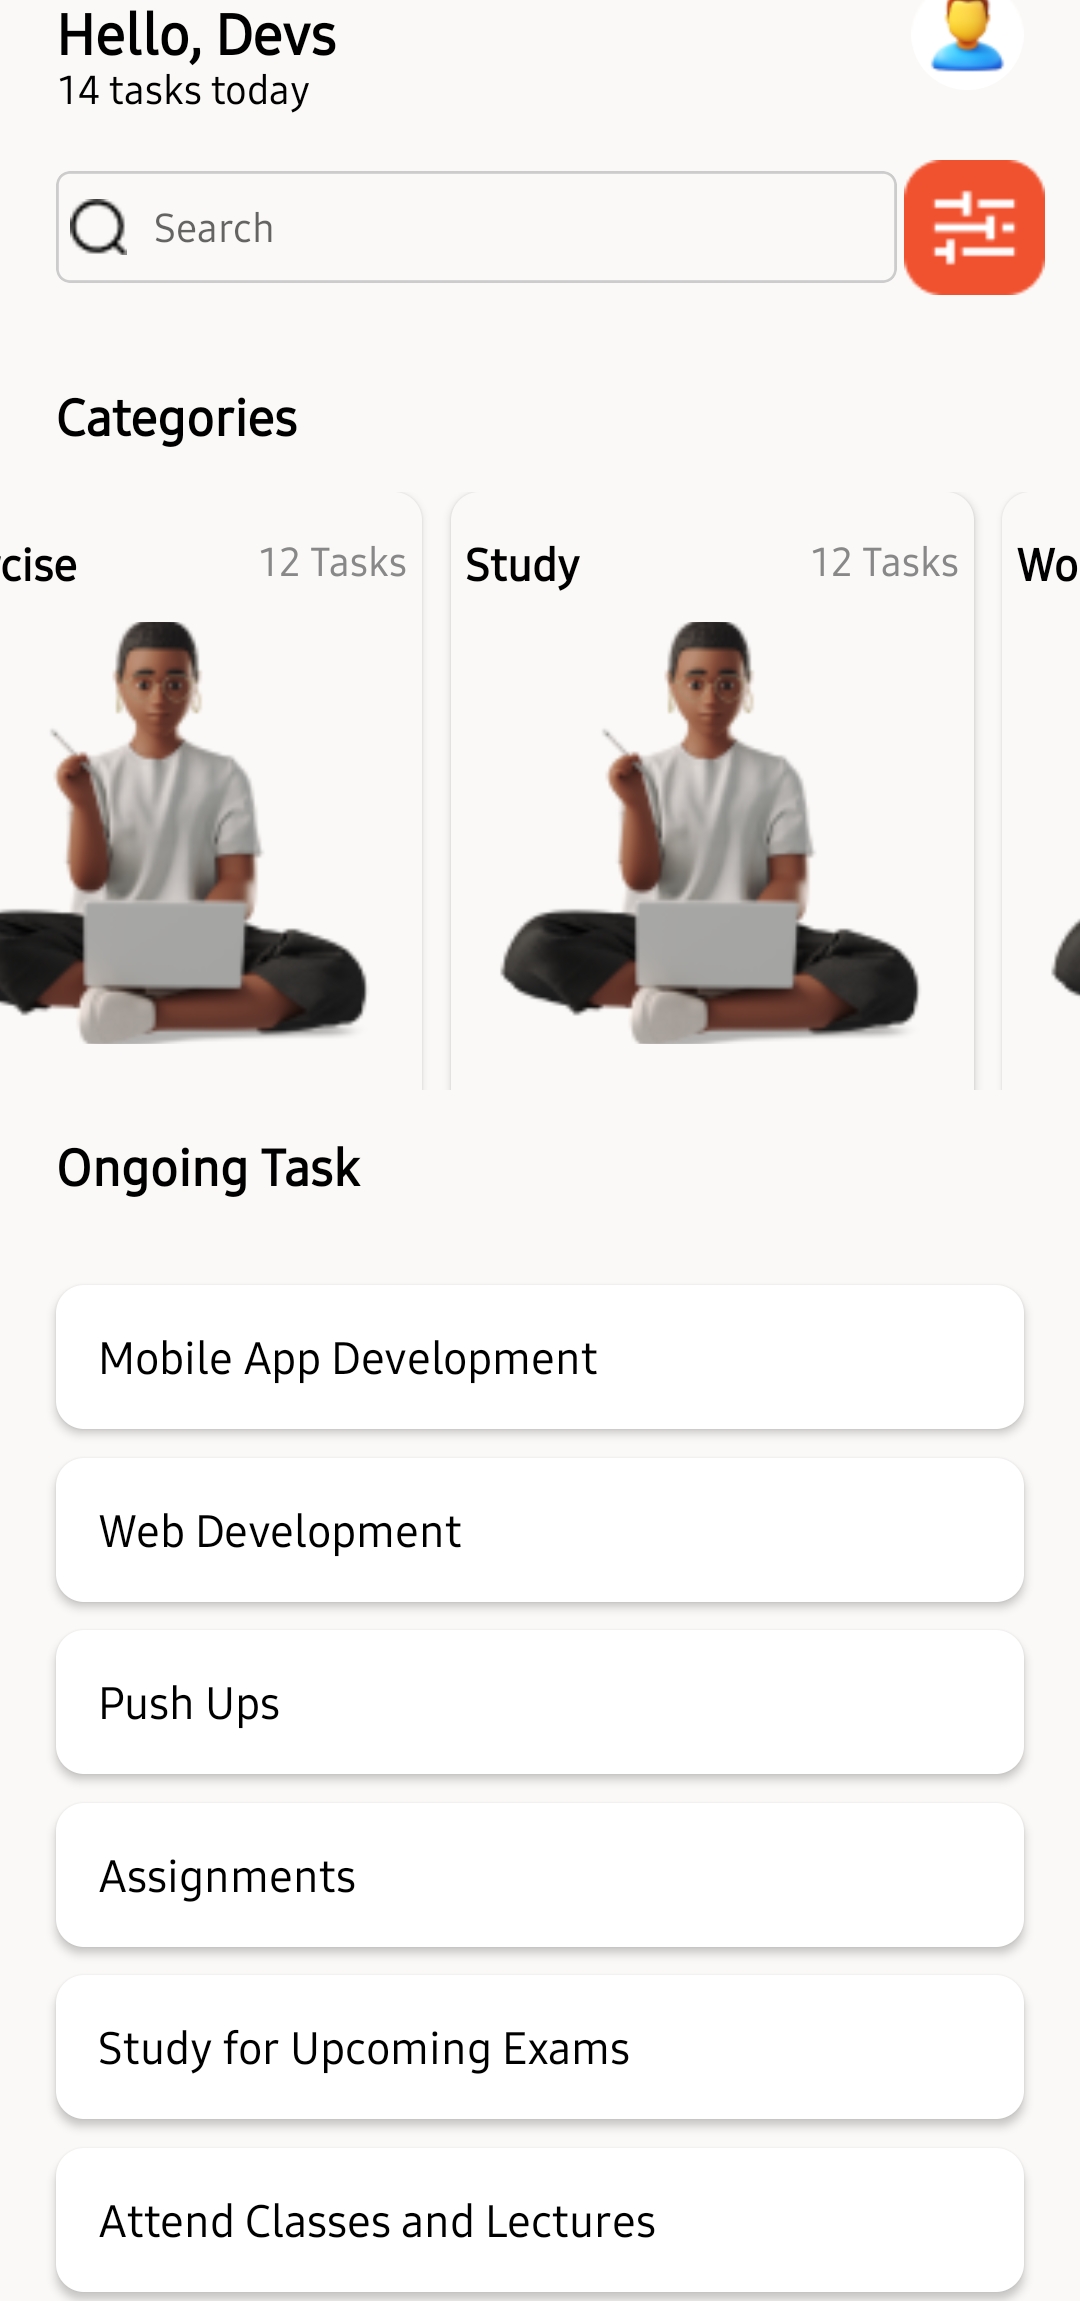 Hello, Devs
14 tasks today
Search
Categories
cise 12 Tasks
Study 12 Tasks
Wo
Ongoing Task
Mobile App Development
Web Development
Push Ups
Assignments
Study for Upcoming Exams
Attend Classes and Lectures